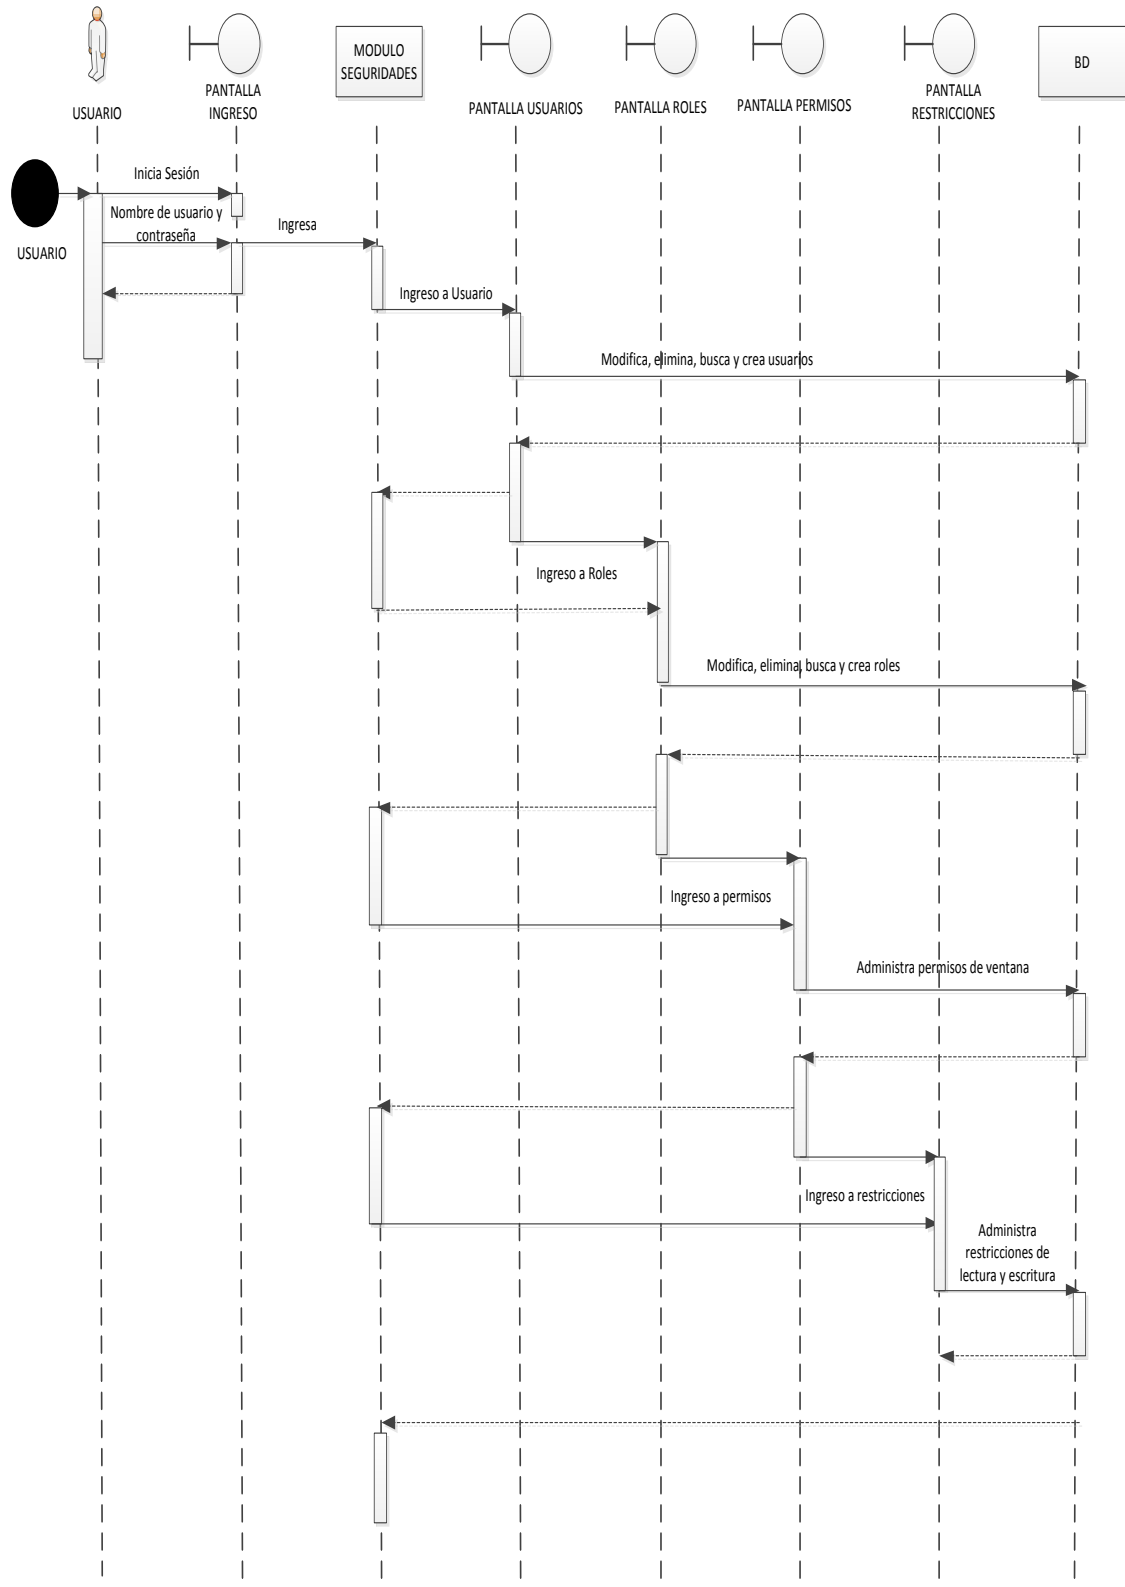 USUARIO
PANTALLA
INGRESO
MODULO
SEGURIDADES
PANTALLA USUARIOS
PANTALLA ROLES
PANTALLA PERMISOS
PANTALLA
RESTRICCIONES
BD
USUARIO
Inicia Sesión
Nombre de usuario y
contraseña
Ingresa
Ingreso a Usuario
Modifica, elimina, busca y crea usuarios
Ingreso a Roles
Modifica, elimina, busca y crea roles
Ingreso a permisos
Administra permisos de ventana
Ingreso a restricciones
Administra
restricciones de
lectura y escritura